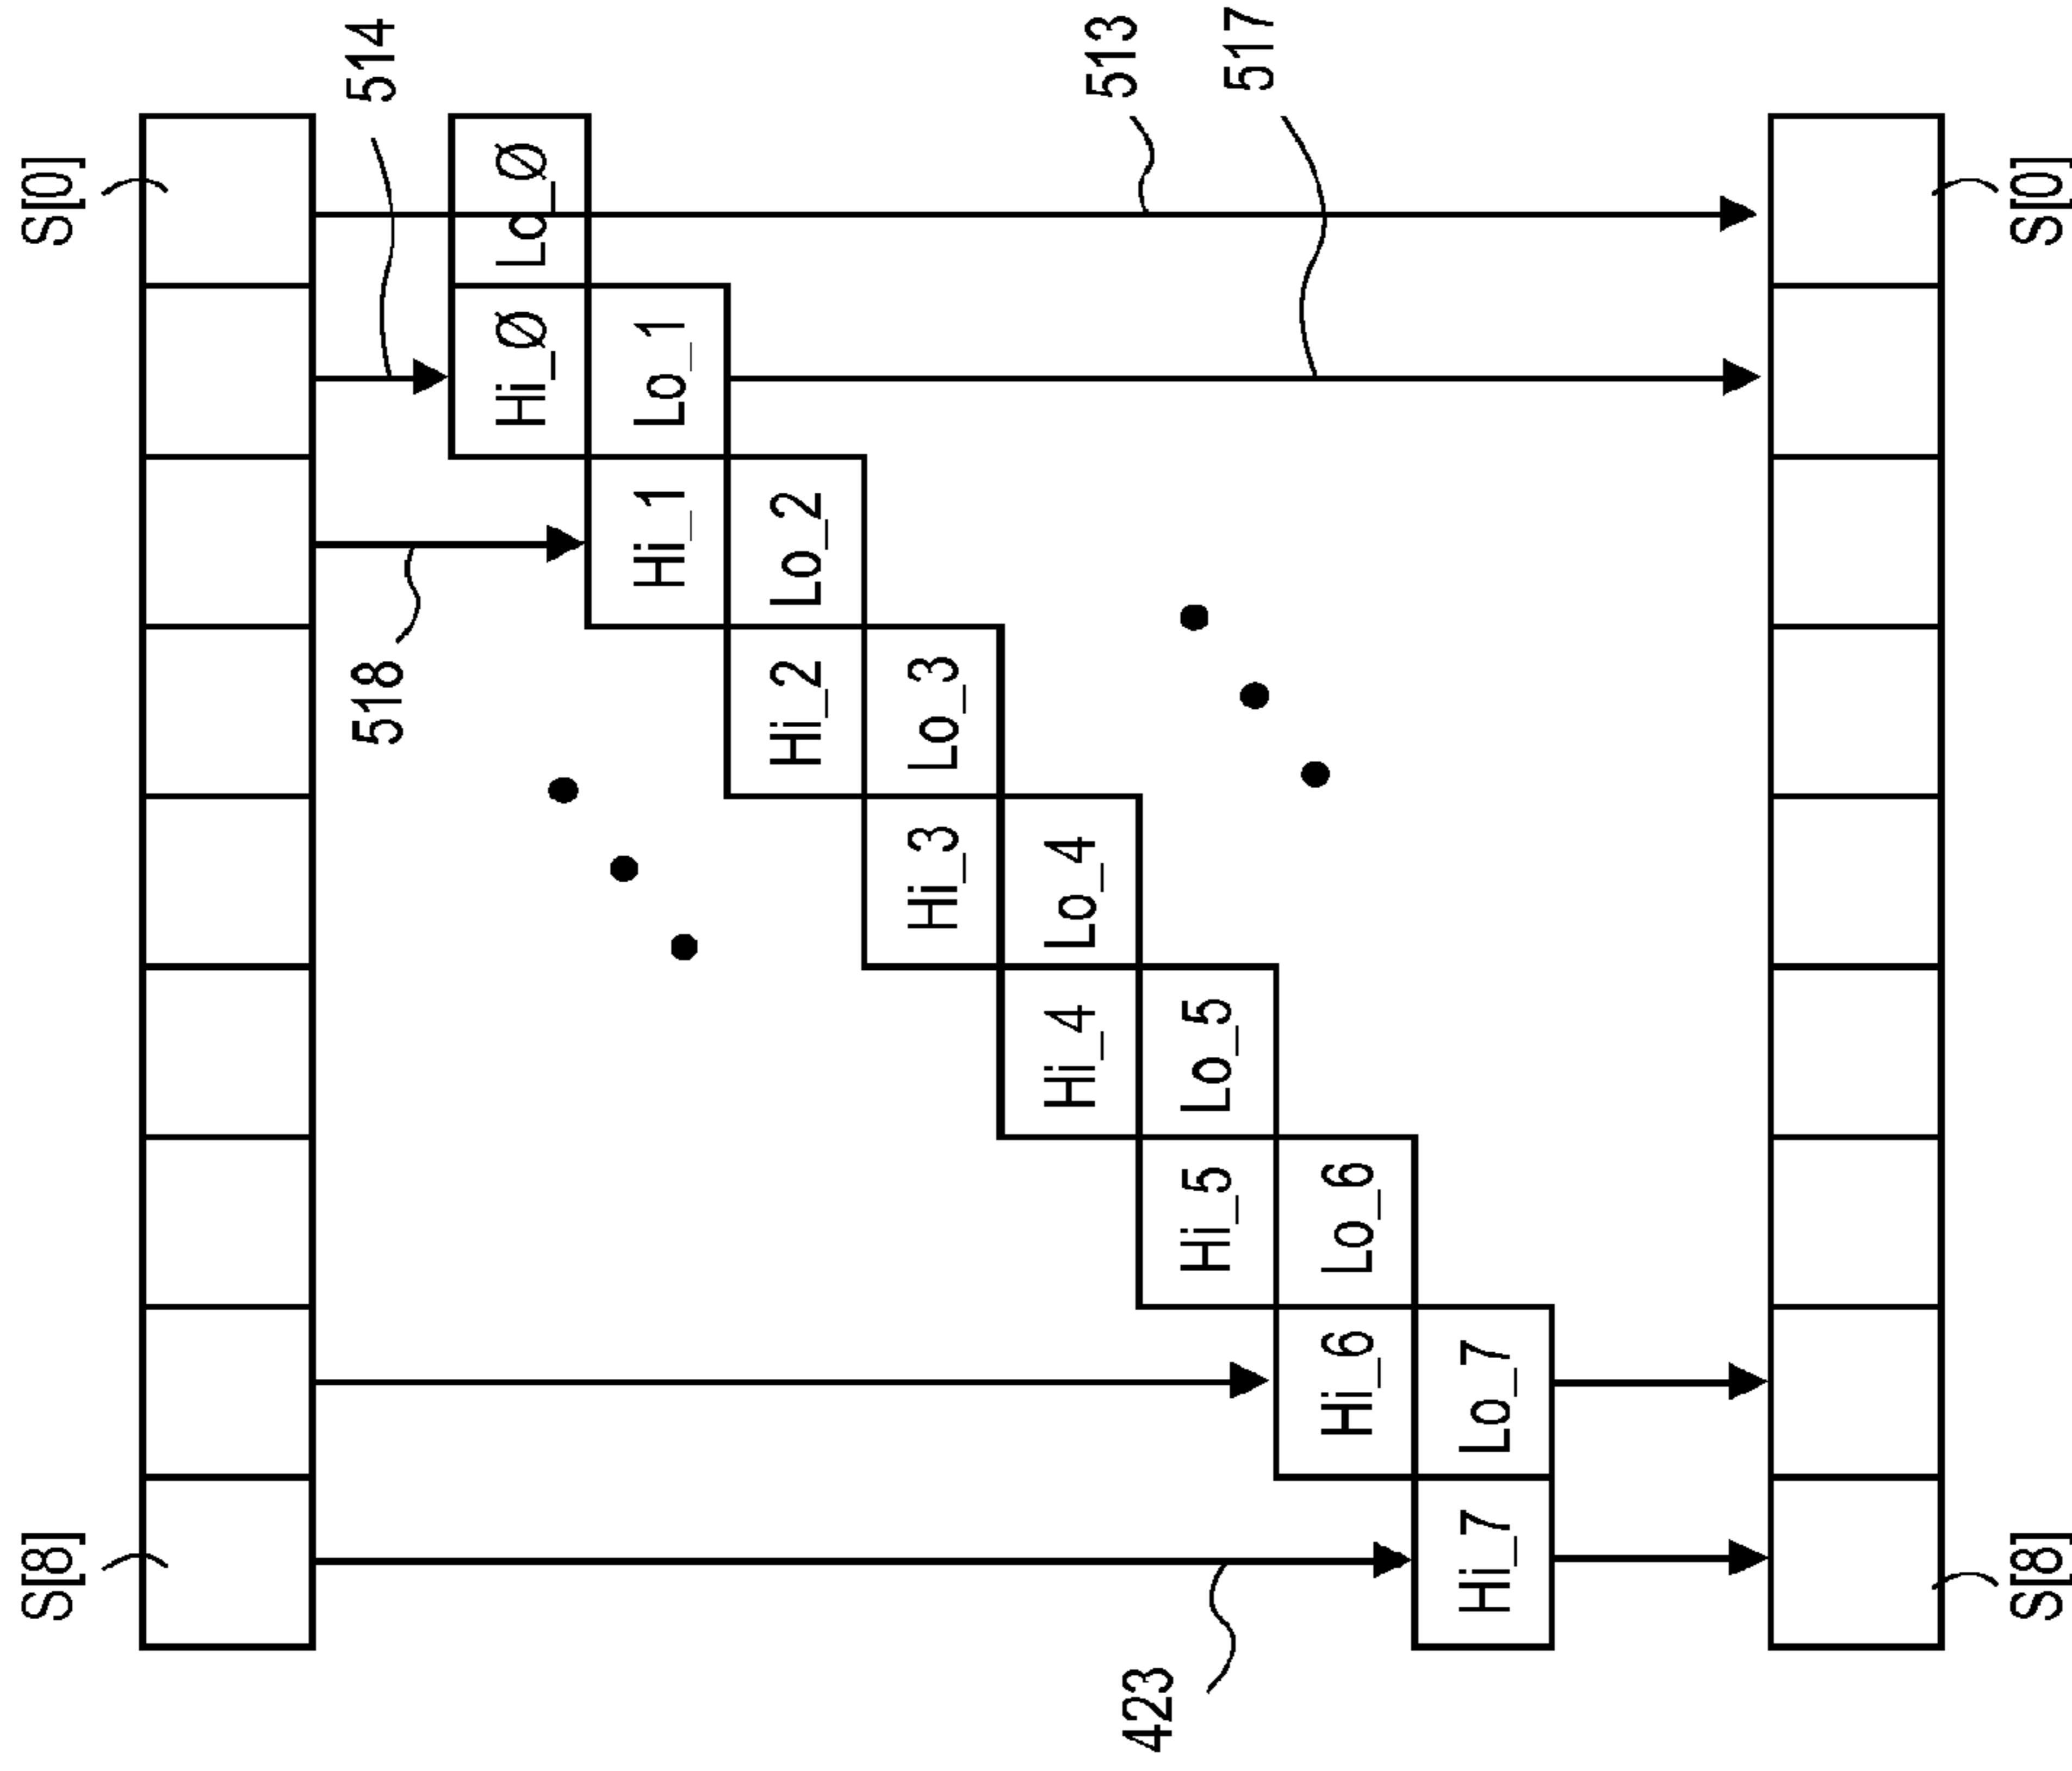 S[8]
S[0]
514
518
Hi_Ø
Lo_Ø
Hi_1
Lo_1
Hi_2
Lo_2
Hi_3
Lo_3
Hi_4
Lo_4
Hi_5
Lo_5
Hi_6
Lo_6
Hi_7
Lo_7
423
513
517
S[8]
S[0]